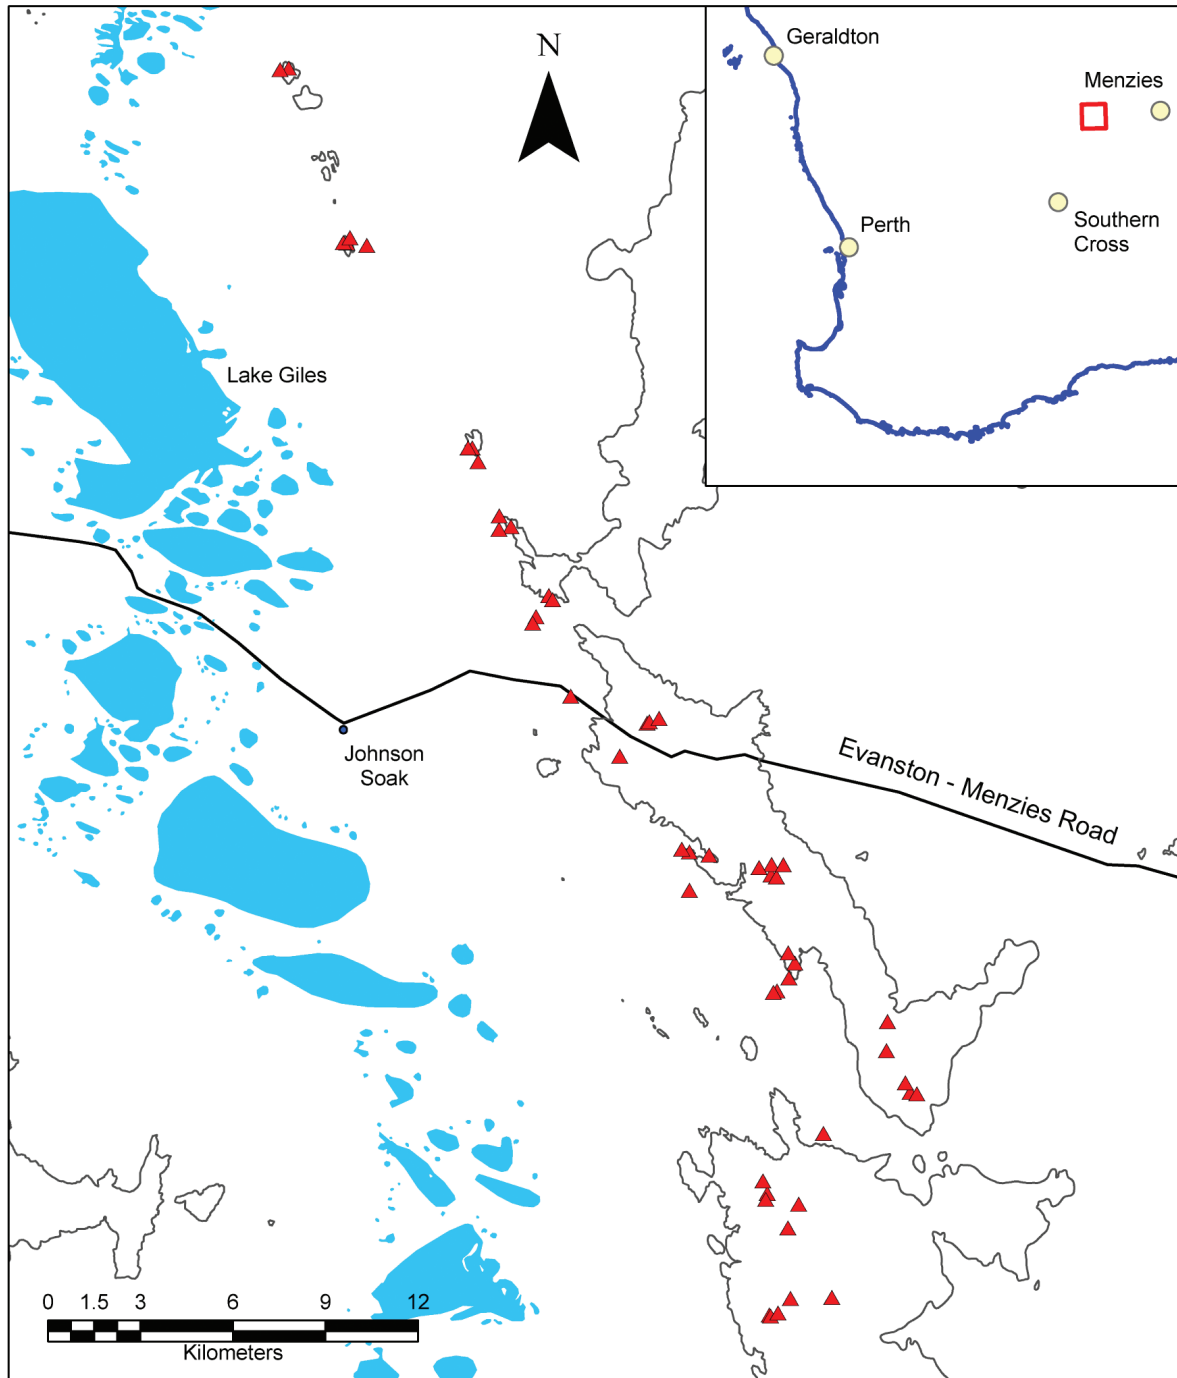 N
Geraldton
Menzies
Perth
Southern
Cross
Lake Giles
Johnson
Soak
Evanston - Menzies Road
0 1.5 3 6 9 12
Kilometers